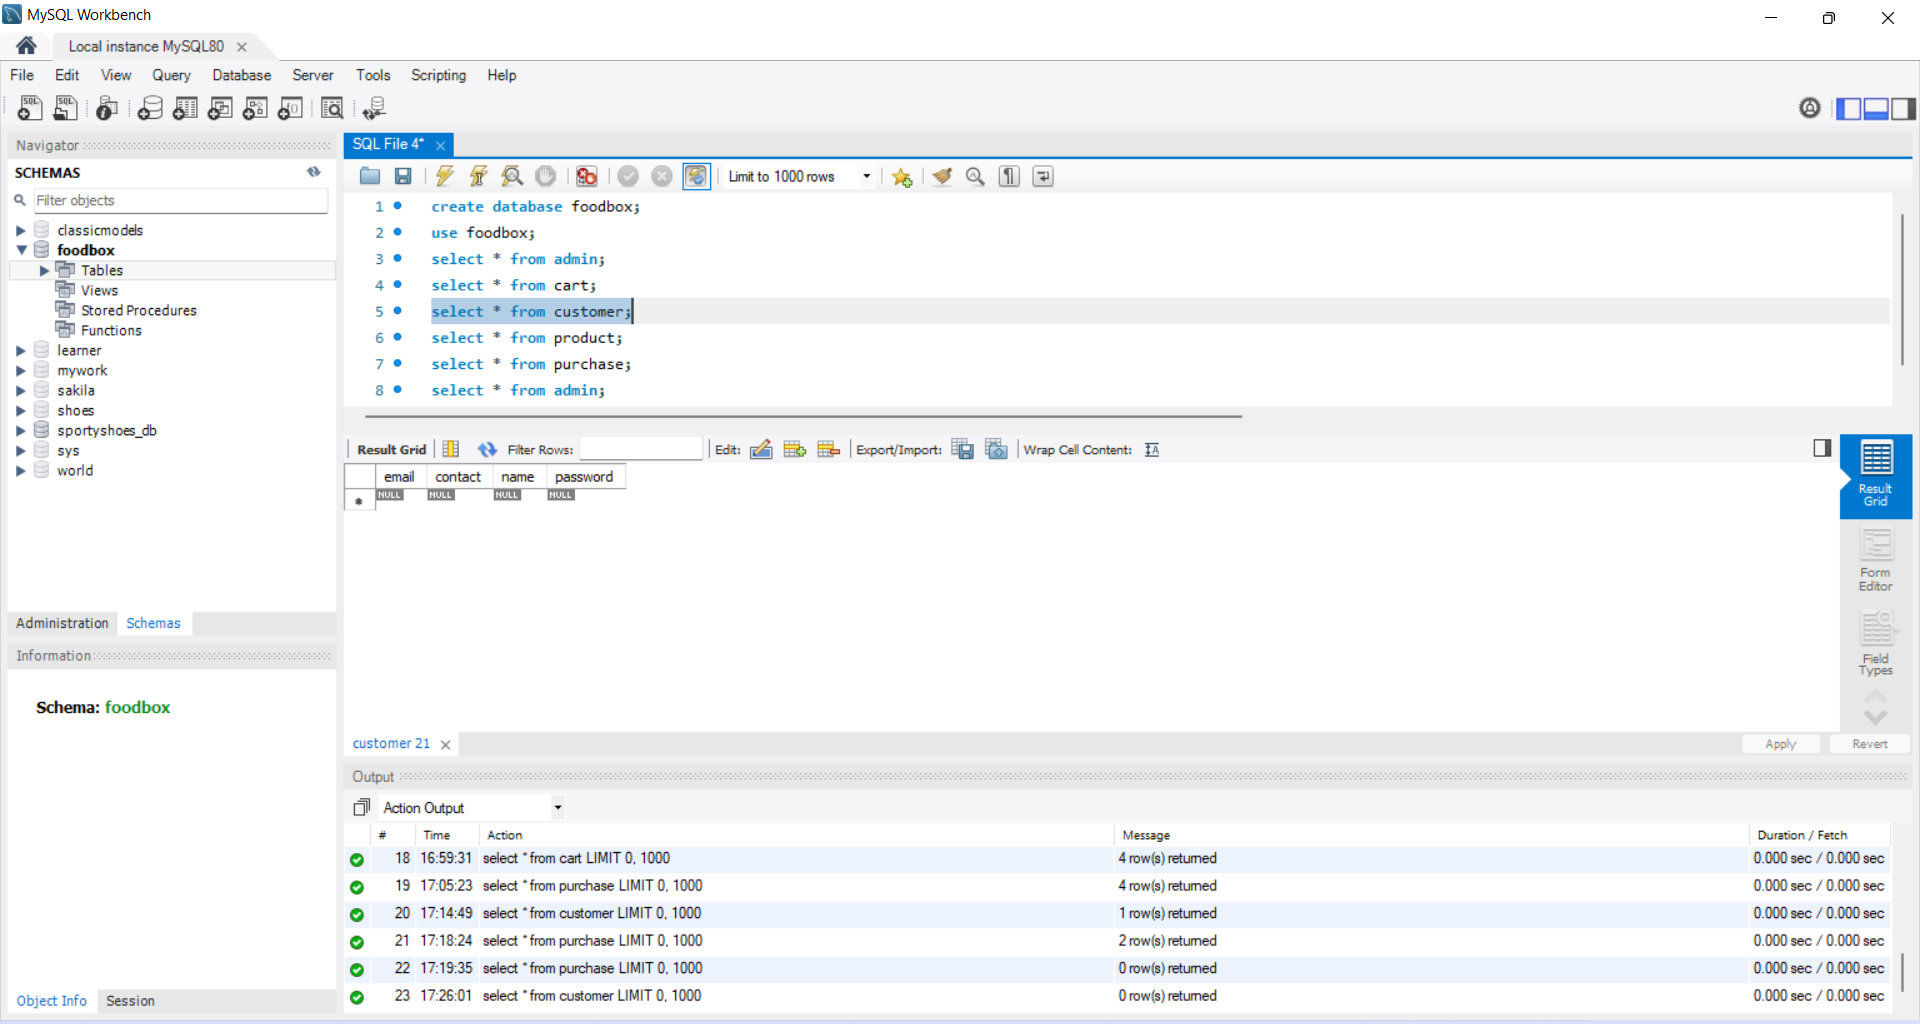 MySQL Workbench
Local instance MySQL80
File Edit View Query Database Server Tools Scripting Help
Navigator
SCHEMAS
Filter objects
classicmodels
foodbox
Tables
Views
Stored Procedures
Functions
learner
mywork
sakila
shoes
sportyshoes_db
sys
world
Administration Schemas
Information
Schema: foodbox
Object Info Session
SQL File 4*
Limit to 1000 rows
1 create database foodbox;
2 use foodbox;
3 select * from admin;
4 select * from cart;
5 select * from customer;
6 select * from product;
7 select * from purchase;
8 select * from admin;
Result Grid Filter Rows: Edit: Export/Import: Wrap Cell Content:
email contact name password
NULL NULL NULL NULL
Result
Grid
Form
Editor
Field
Types
customer 21
Apply Revert
Output
Action Output
# Time Action Message Duration / Fetch
18 16:59:31 select * from cart LIMIT 0, 1000 4 row(s) returned 0.000 sec / 0.000 sec
19 17:05:23 select * from purchase LIMIT 0, 1000 4 row(s) returned 0.000 sec / 0.000 sec
20 17:14:49 select * from customer LIMIT 0, 1000 1 row(s) returned 0.000 sec / 0.000 sec
21 17:18:24 select * from purchase LIMIT 0, 1000 2 row(s) returned 0.000 sec / 0.000 sec
22 17:19:35 select * from purchase LIMIT 0, 1000 0 row(s) returned 0.000 sec / 0.000 sec
23 17:26:01 select * from customer LIMIT 0, 1000 0 row(s) returned 0.000 sec / 0.000 sec